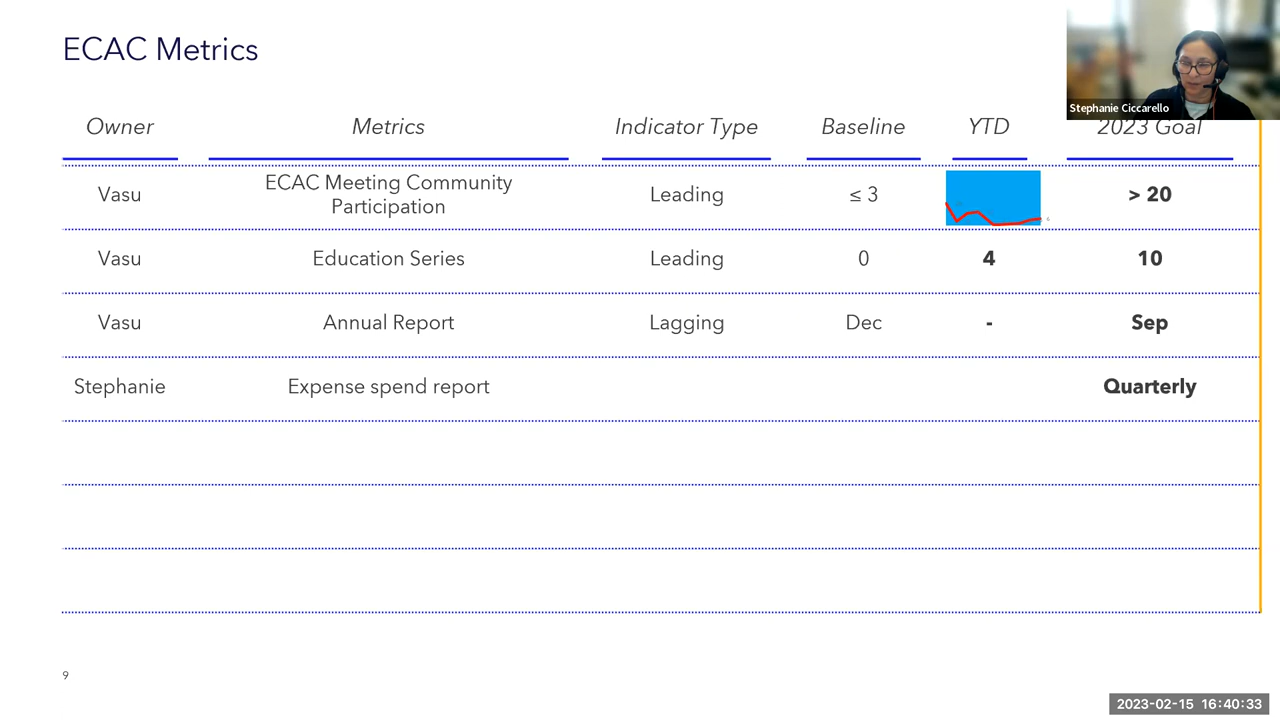 ECAC Metrics
Stephanie Ciccarello
Owner Metrics Indicator Type Baseline YTD 2023 Goal
Vasu ECAC Meeting Community Participation Leading ≤ 3 > 20
Vasu Education Series Leading 0 4 10
Vasu Annual Report Lagging Dec - Sep
Stephanie Expense spend report Quarterly
9
2023-02-15 16:40:33